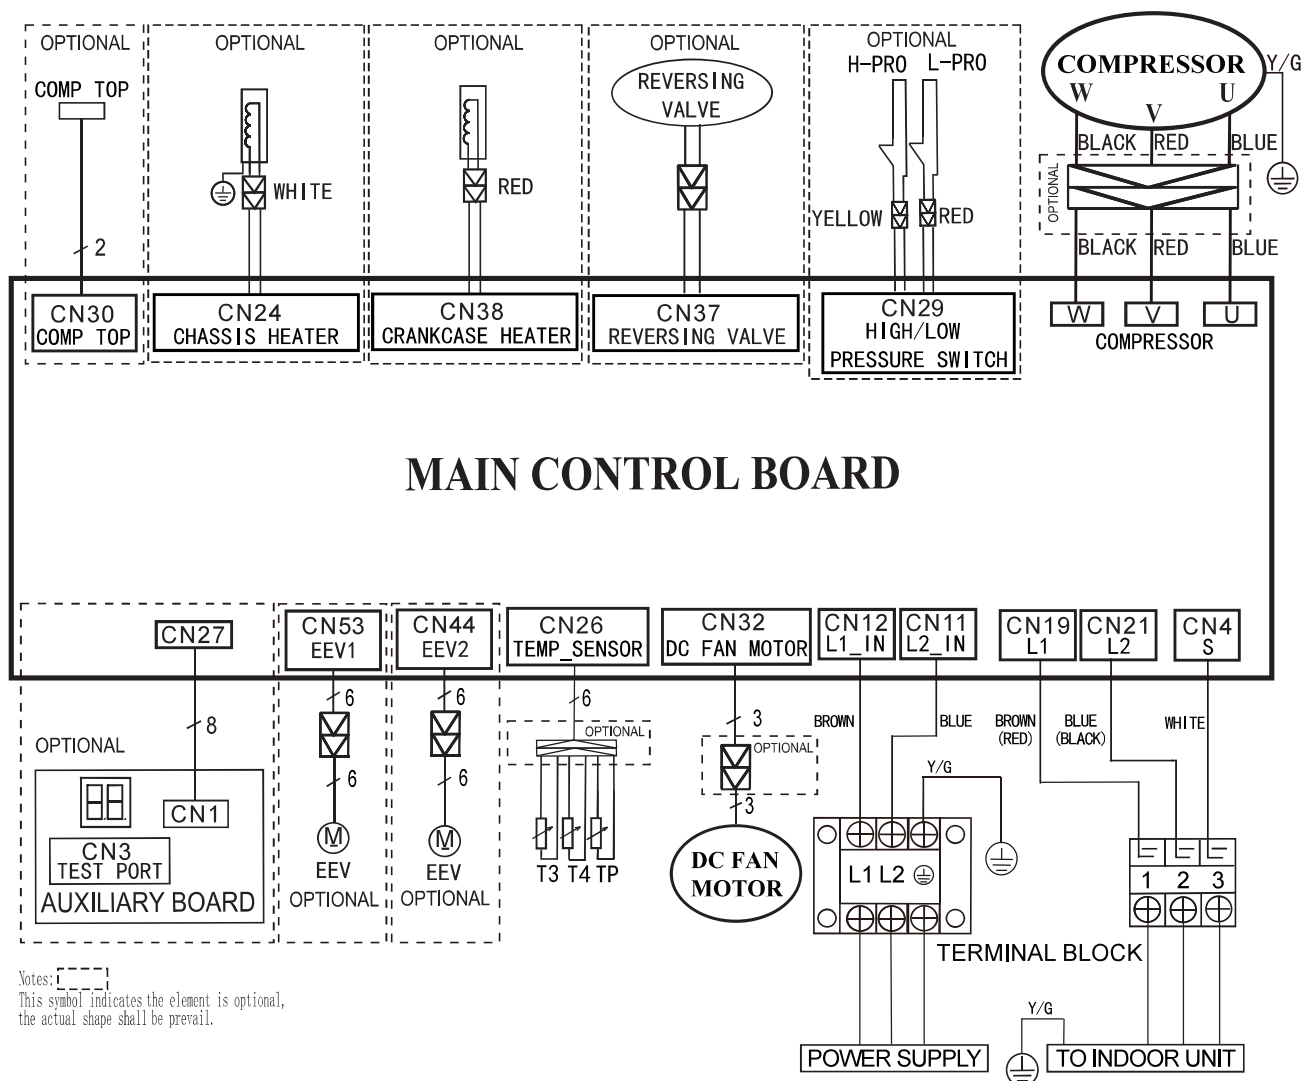 OPTIONAL
COMP TOP
2
CN30
COMP TOP
OPTIONAL
WHITE
CN24
CHASSIS HEATER
OPTIONAL
RED
CN38
CRANKCASE HEATER
OPTIONAL
REVERSING
VALVE
CN37
REVERSING VALVE
OPTIONAL
H-PRO L-PRO
YELLOW RED
CN29
HIGH/LOW
PRESSURE SWITCH
COMPRESSOR
W V U
Y/G
BLACK RED BLUE
OPTIONAL
BLACK RED BLUE
W V U
COMPRESSOR
MAIN CONTROL BOARD
CN27
8
OPTIONAL
CN1
CN3
TEST PORT
AUXILIARY BOARD
CN53
EEV1
6
6
M
EEV
OPTIONAL
CN44
EEV2
6
6
M
EEV
OPTIONAL
CN26
TEMP_SENSOR
6
OPTIONAL
T3 T4 TP
CN32
DC FAN MOTOR
3
OPTIONAL
3
DC FAN
MOTOR
CN12
L1_IN
CN11
L2_IN
BROWN
BLUE
Y/G
L1 L2
CN19
L1
CN21
L2
CN4
S
BROWN
(RED)
BLUE
(BLACK)
WHITE
1 2 3
TERMINAL BLOCK
POWER SUPPLY
Y/G
TO INDOOR UNIT
Notes:
This symbol indicates the element is optional,
the actual shape shall be prevail.